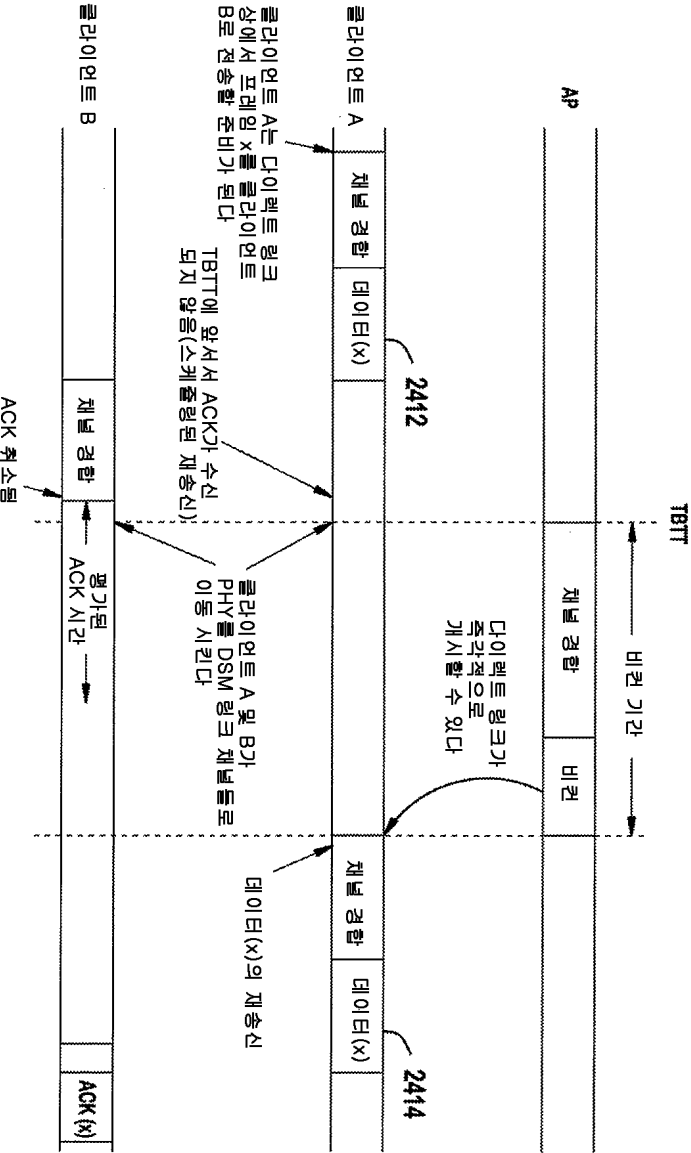 TBTT
비컨 기간
AP
채널 경합
비컨
다이렉트 링크가
즉각적으로
개시할 수 있다
클라이언트 A
채널 경합
데이터(x)
2412
채널 경합
데이터(x)
2414
클라이언트 A는 다이렉트 링크
상에서 프레임 x를 클라이언트
B로 전송할 준비가 된다
TBTT에 앞서서 ACK가 수신
되지 않음(스케쥴링된 재송신)
클라이언트 A 및 B가
PHY를 DSM 링크 채널들로
이동 시킨다
데이터(x)의 재송신
클라이언트 B
채널 경합
평가된
ACK 시간
ACK(x)
ACK 취소됨